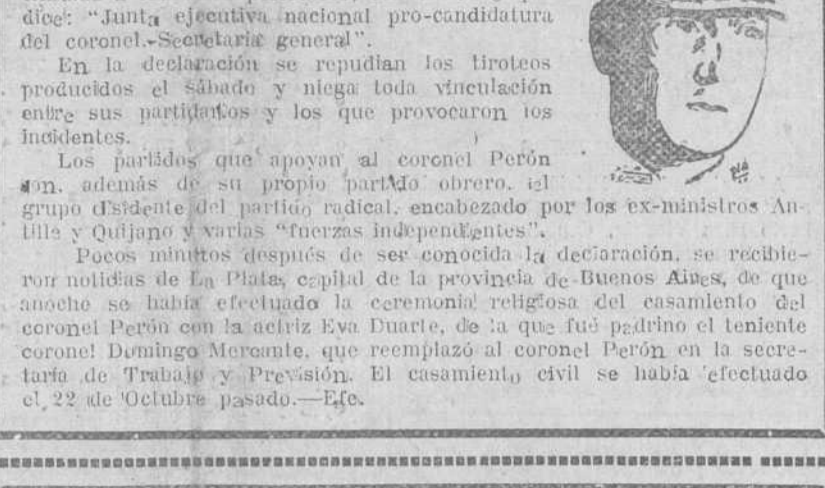 dice: “Junta ejecutiva nacional pro-candidatura
del coronel.-Secretaria general”.
En la declaración se repudian los tiroteos
producidos el sábado y niega toda vinculación
entre sus partidarios y los que provocaron los
incidentes.
Los partidos que apoyan al coronel Perón
son, además de su propio partido obrero, el
grupo disidente del partido radical, encabezado por los ex-ministros An-
tille y Quijano y varias “fuerzas independientes”.
Pocos minutos después de ser conocida la declaración, se recibie-
ron noticias de La Plata, capital de la provincia de Buenos Aires, de que
anoche se había efectuado la ceremonia religiosa del casamiento del
coronel Perón con la actriz Eva Duarte, de la que fué padrino el teniente
coronel Domingo Mercante, que reemplazó al coronel Perón en la secre-
taría de Trabajo y Previsión. El casamiento civil se había efectuado
el 22 de Octubre pasado.—Efe.